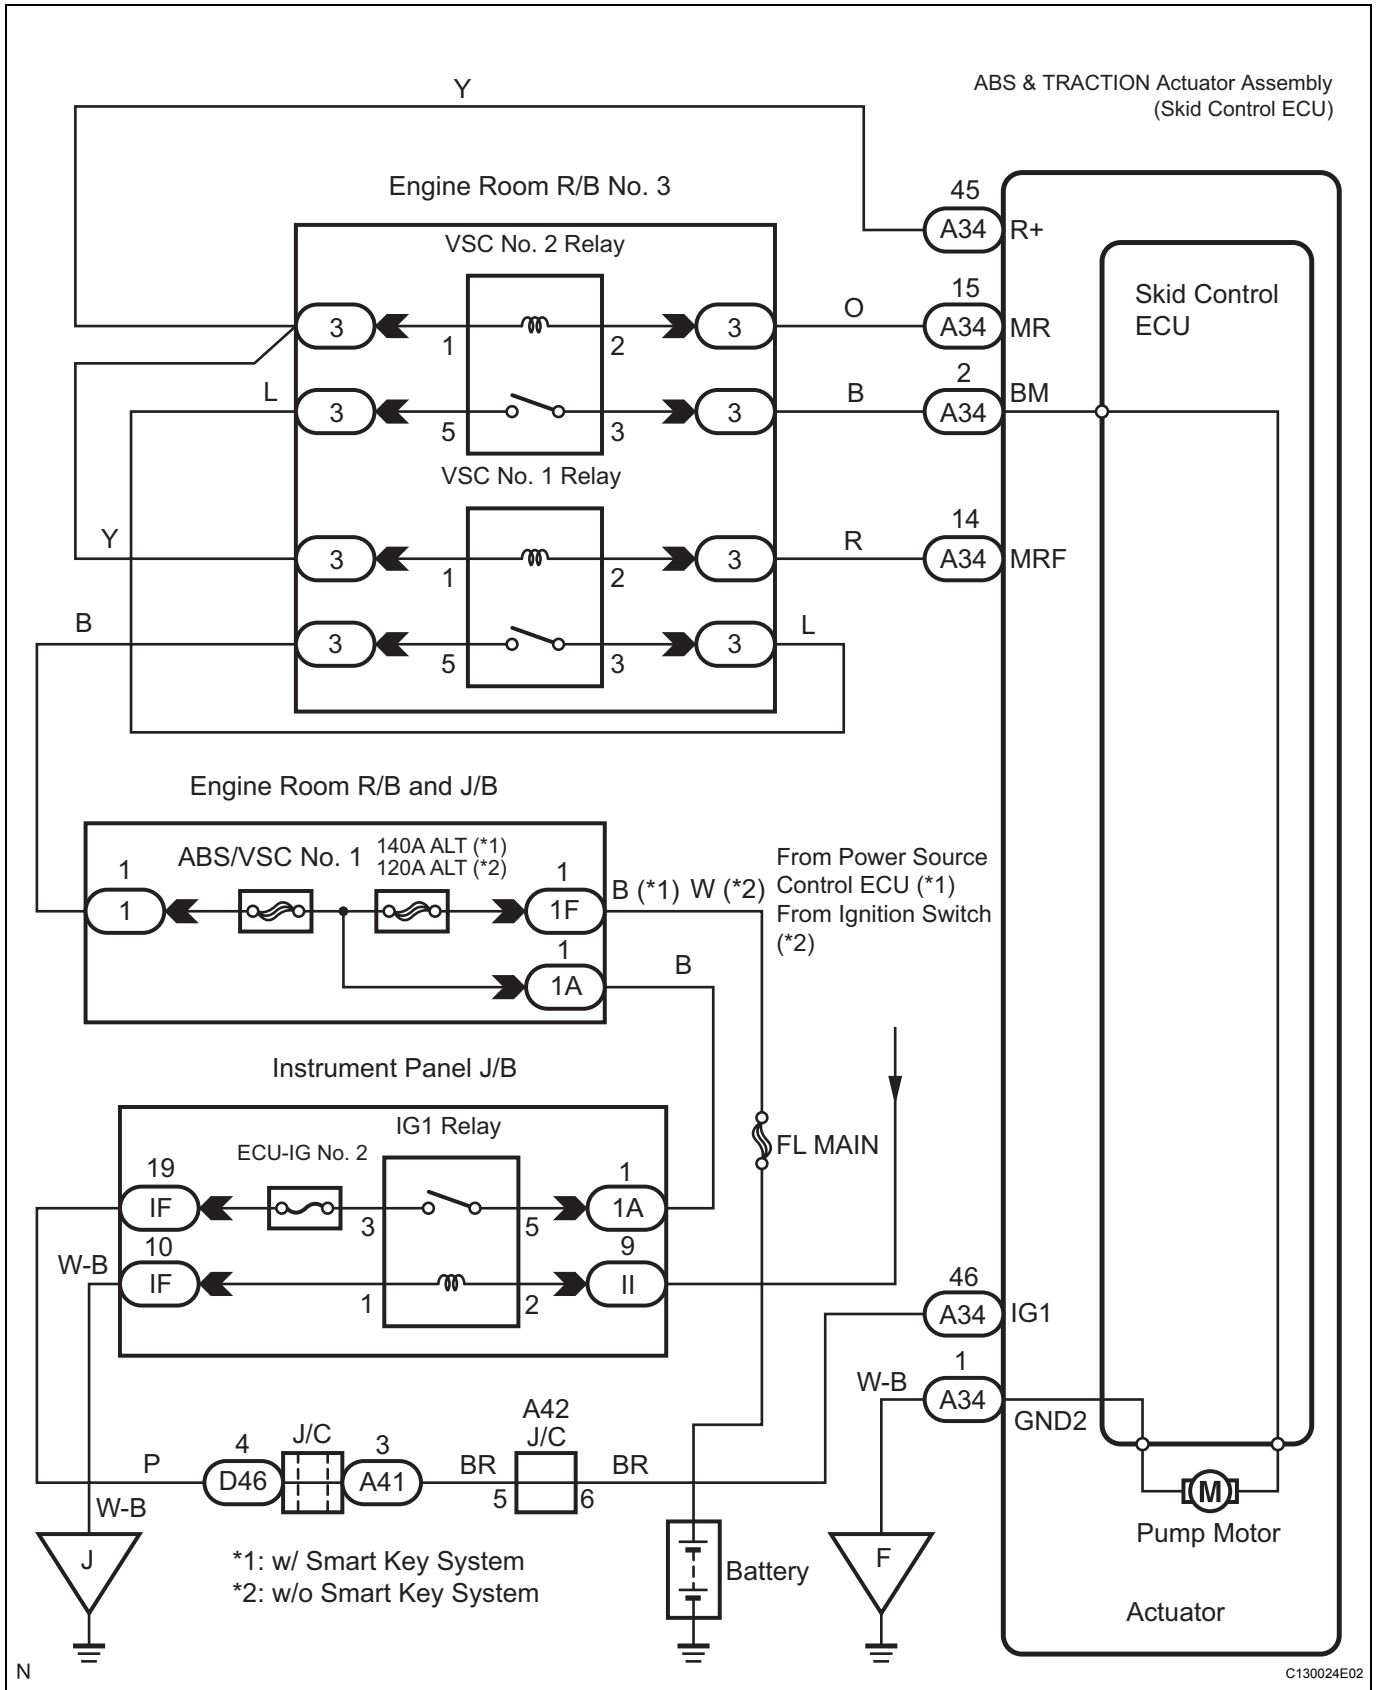 Y
ABS & TRACTION Actuator Assembly
(Skid Control ECU)
Engine Room R/B No. 3
45
A34
R+
VSC No. 2 Relay
Skid Control
ECU
3
1
2
3
O
15
A34
MR
L
3
5
3
3
B
2
A34
BM
VSC No. 1 Relay
Y
3
1
2
3
R
14
A34
MRF
B
3
5
3
3
L
Engine Room R/B and J/B
1
1
ABS/VSC No. 1
140A ALT (*1)
120A ALT (*2)
1
1F
B (*1) W (*2)
From Power Source
Control ECU (*1)
From Ignition Switch
(*2)
1
1A
B
Instrument Panel J/B
IG1 Relay
ECU-IG No. 2
FL MAIN
19
IF
3
5
1
1A
W-B
10
IF
1
2
9
II
46
A34
IG1
W-B
1
A34
GND2
P
4
D46
J/C
3
A41
BR
A42
J/C
5
6
BR
W-B
J
*1: w/ Smart Key System
*2: w/o Smart Key System
Battery
F
M
Pump Motor
Actuator
N
C130024E02